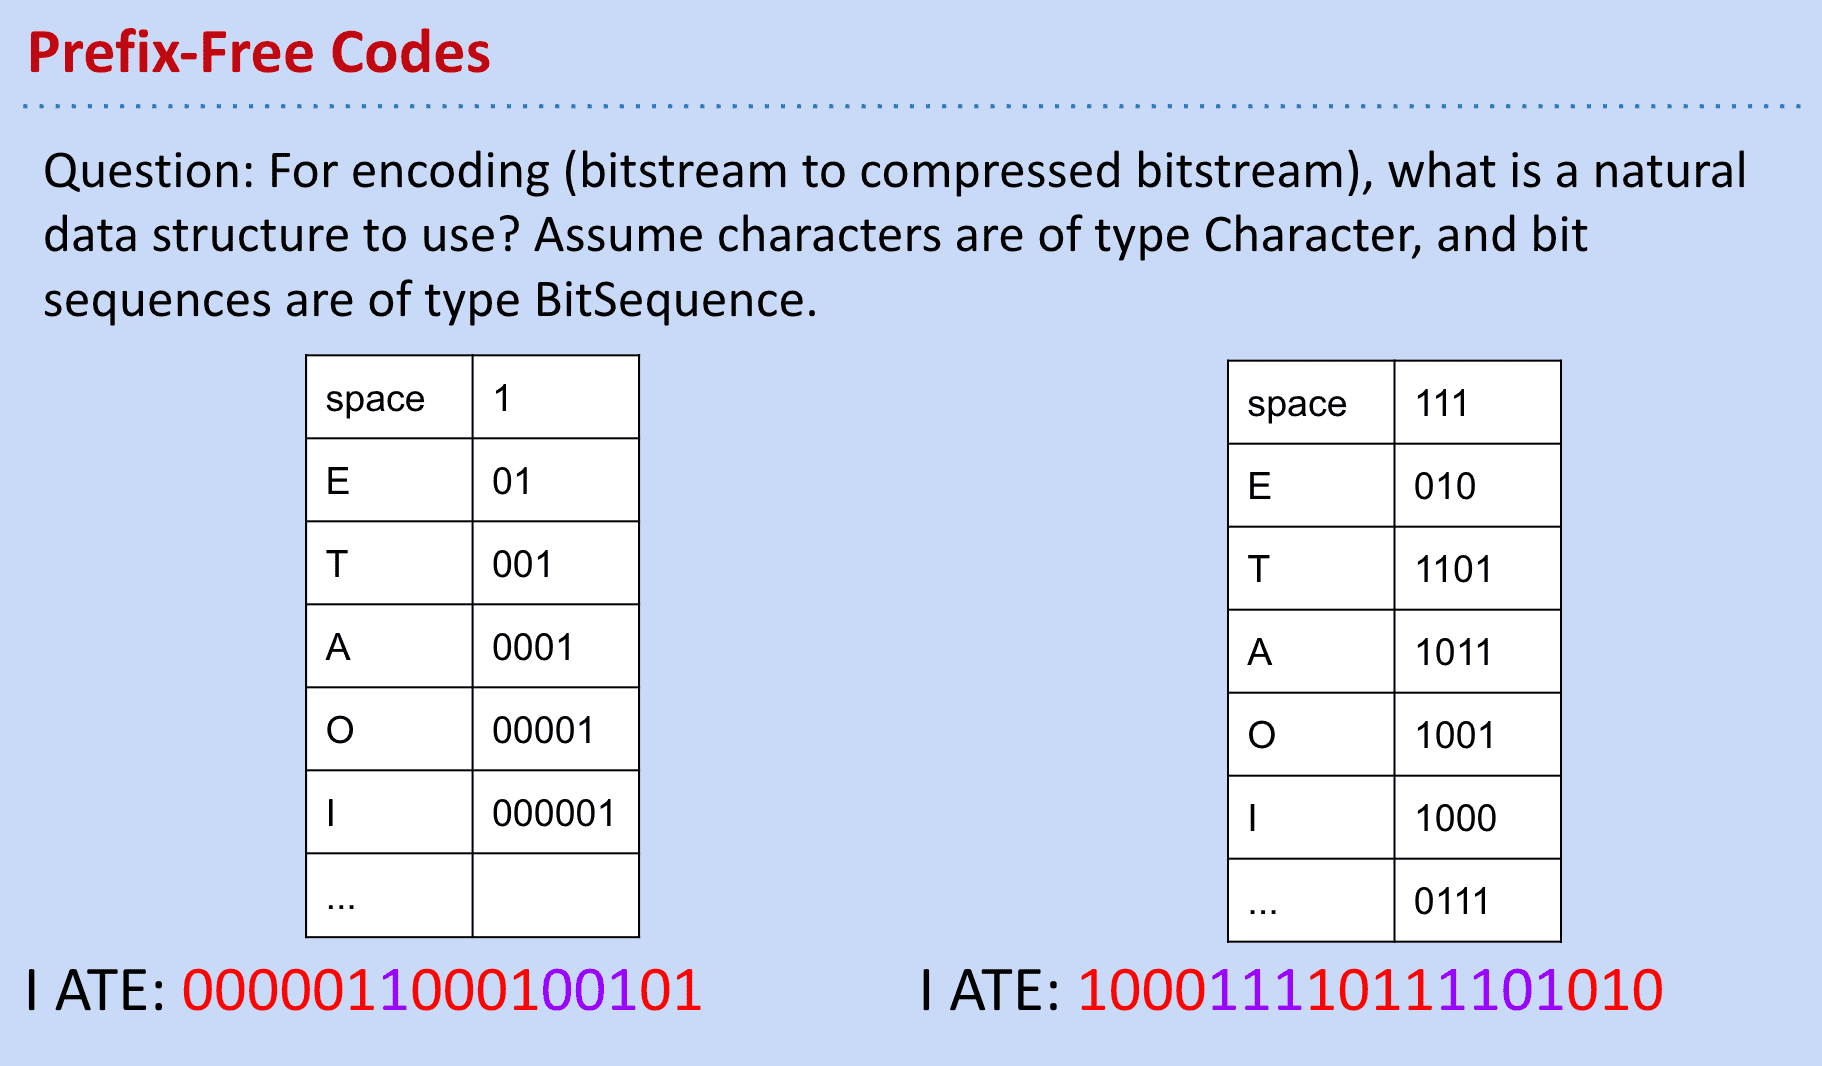 Prefix-Free Codes
Question: For encoding (bitstream to compressed bitstream), what is a natural
data structure to use? Assume characters are of type Character, and bit
sequences are of type BitSequence.
space 1
E 01
T 001
A 0001
O 00001
I 000001
...
I ATE: 0000011000100101
space 111
E 010
T 1101
A 1011
O 1001
I 1000
... 0111
I ATE: 100011110111101010